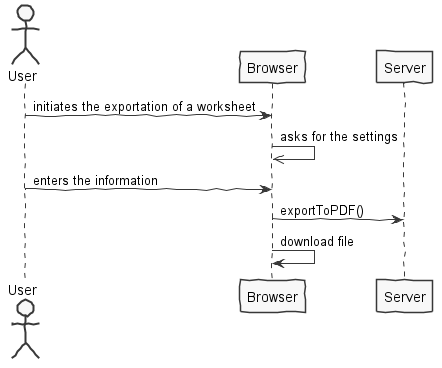 User
Browser
Server
initiates the exportation of a worksheet
asks for the settings
enters the information
exportToPDF()
download file
User
Browser
Server